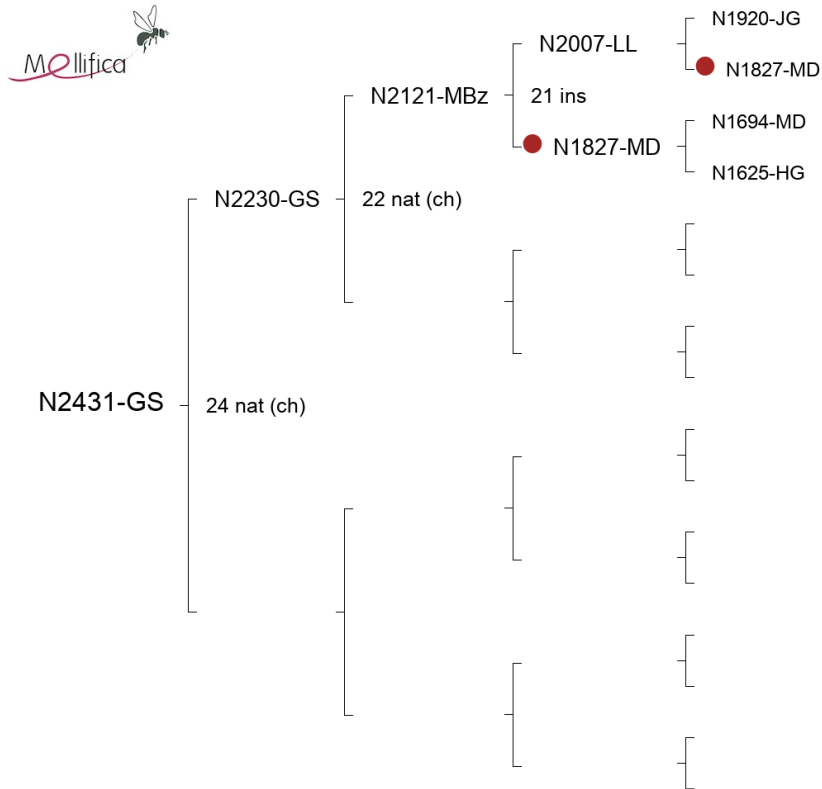 Mellifica
N1920-JG
N2007-LL
N1827-MD
N2121-MBz
21 ins
N1694-MD
N1827-MD
N1625-HG
N2230-GS
22 nat (ch)
N2431-GS
24 nat (ch)